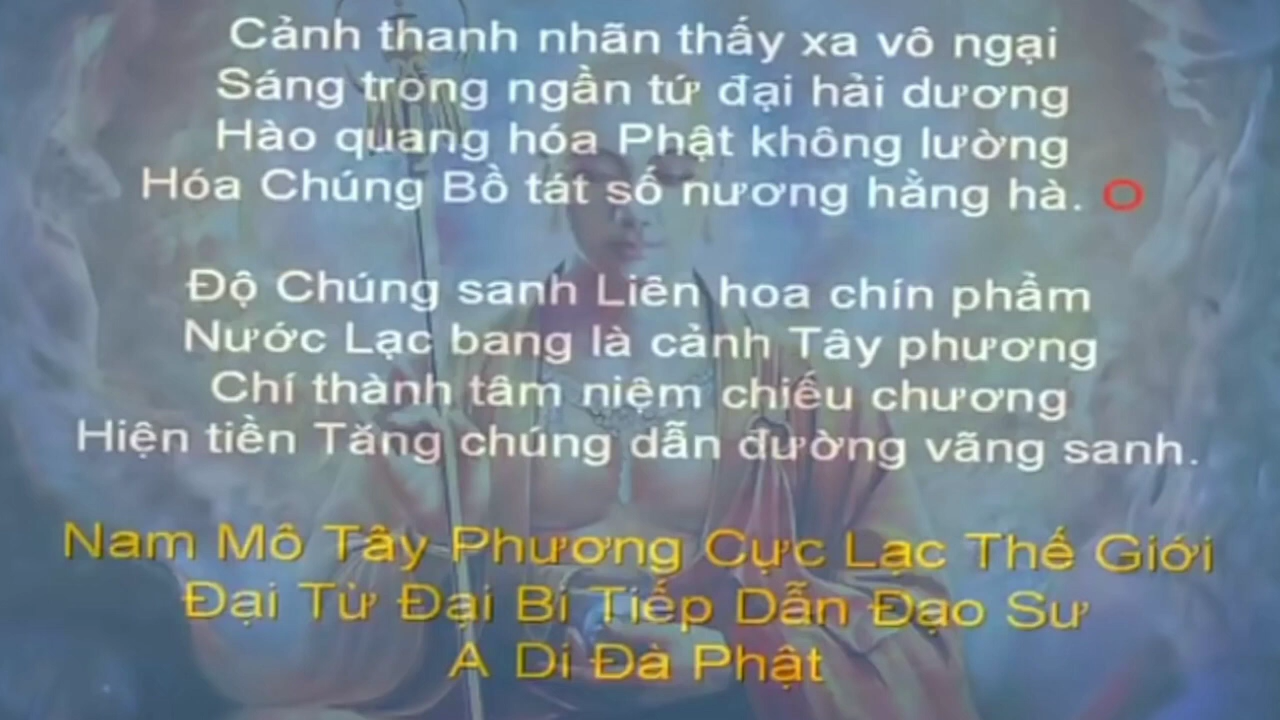 Cảnh thanh nhãn thấy xa vô ngại
Sáng trong ngần tứ đại hải dương
Hào quang hóa Phật không lường
Hóa Chúng Bồ tát số nương hằng hà. O
Độ Chúng sanh Liên hoa chín phẩm
Nước Lạc bang là cảnh Tây phương
Chí thành tâm niệm chiếu chương
Hiện tiền Tăng chúng dẫn đường vãng sanh.
Nam Mô Tây Phương Cực Lạc Thế Giới
Đại Từ Đại Bi Tiếp Dẫn Đạo Sư
A Di Đà Phật